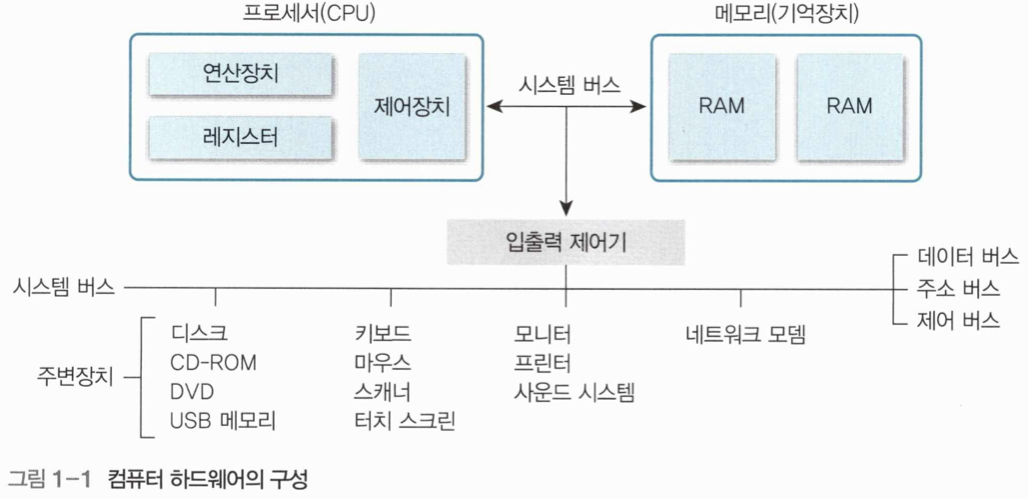 프로세서(CPU)
메모리(기억장치)
연산장치
레지스터
제어장치
시스템 버스
RAM
RAM
입출력 제어기
시스템 버스
데이터 버스
주소 버스
제어 버스
주변장치
디스크
CD-ROM
DVD
USB 메모리
키보드
마우스
스캐너
터치 스크린
모니터
프린터
사운드 시스템
네트워크 모뎀
그림 1-1 컴퓨터 하드웨어의 구성